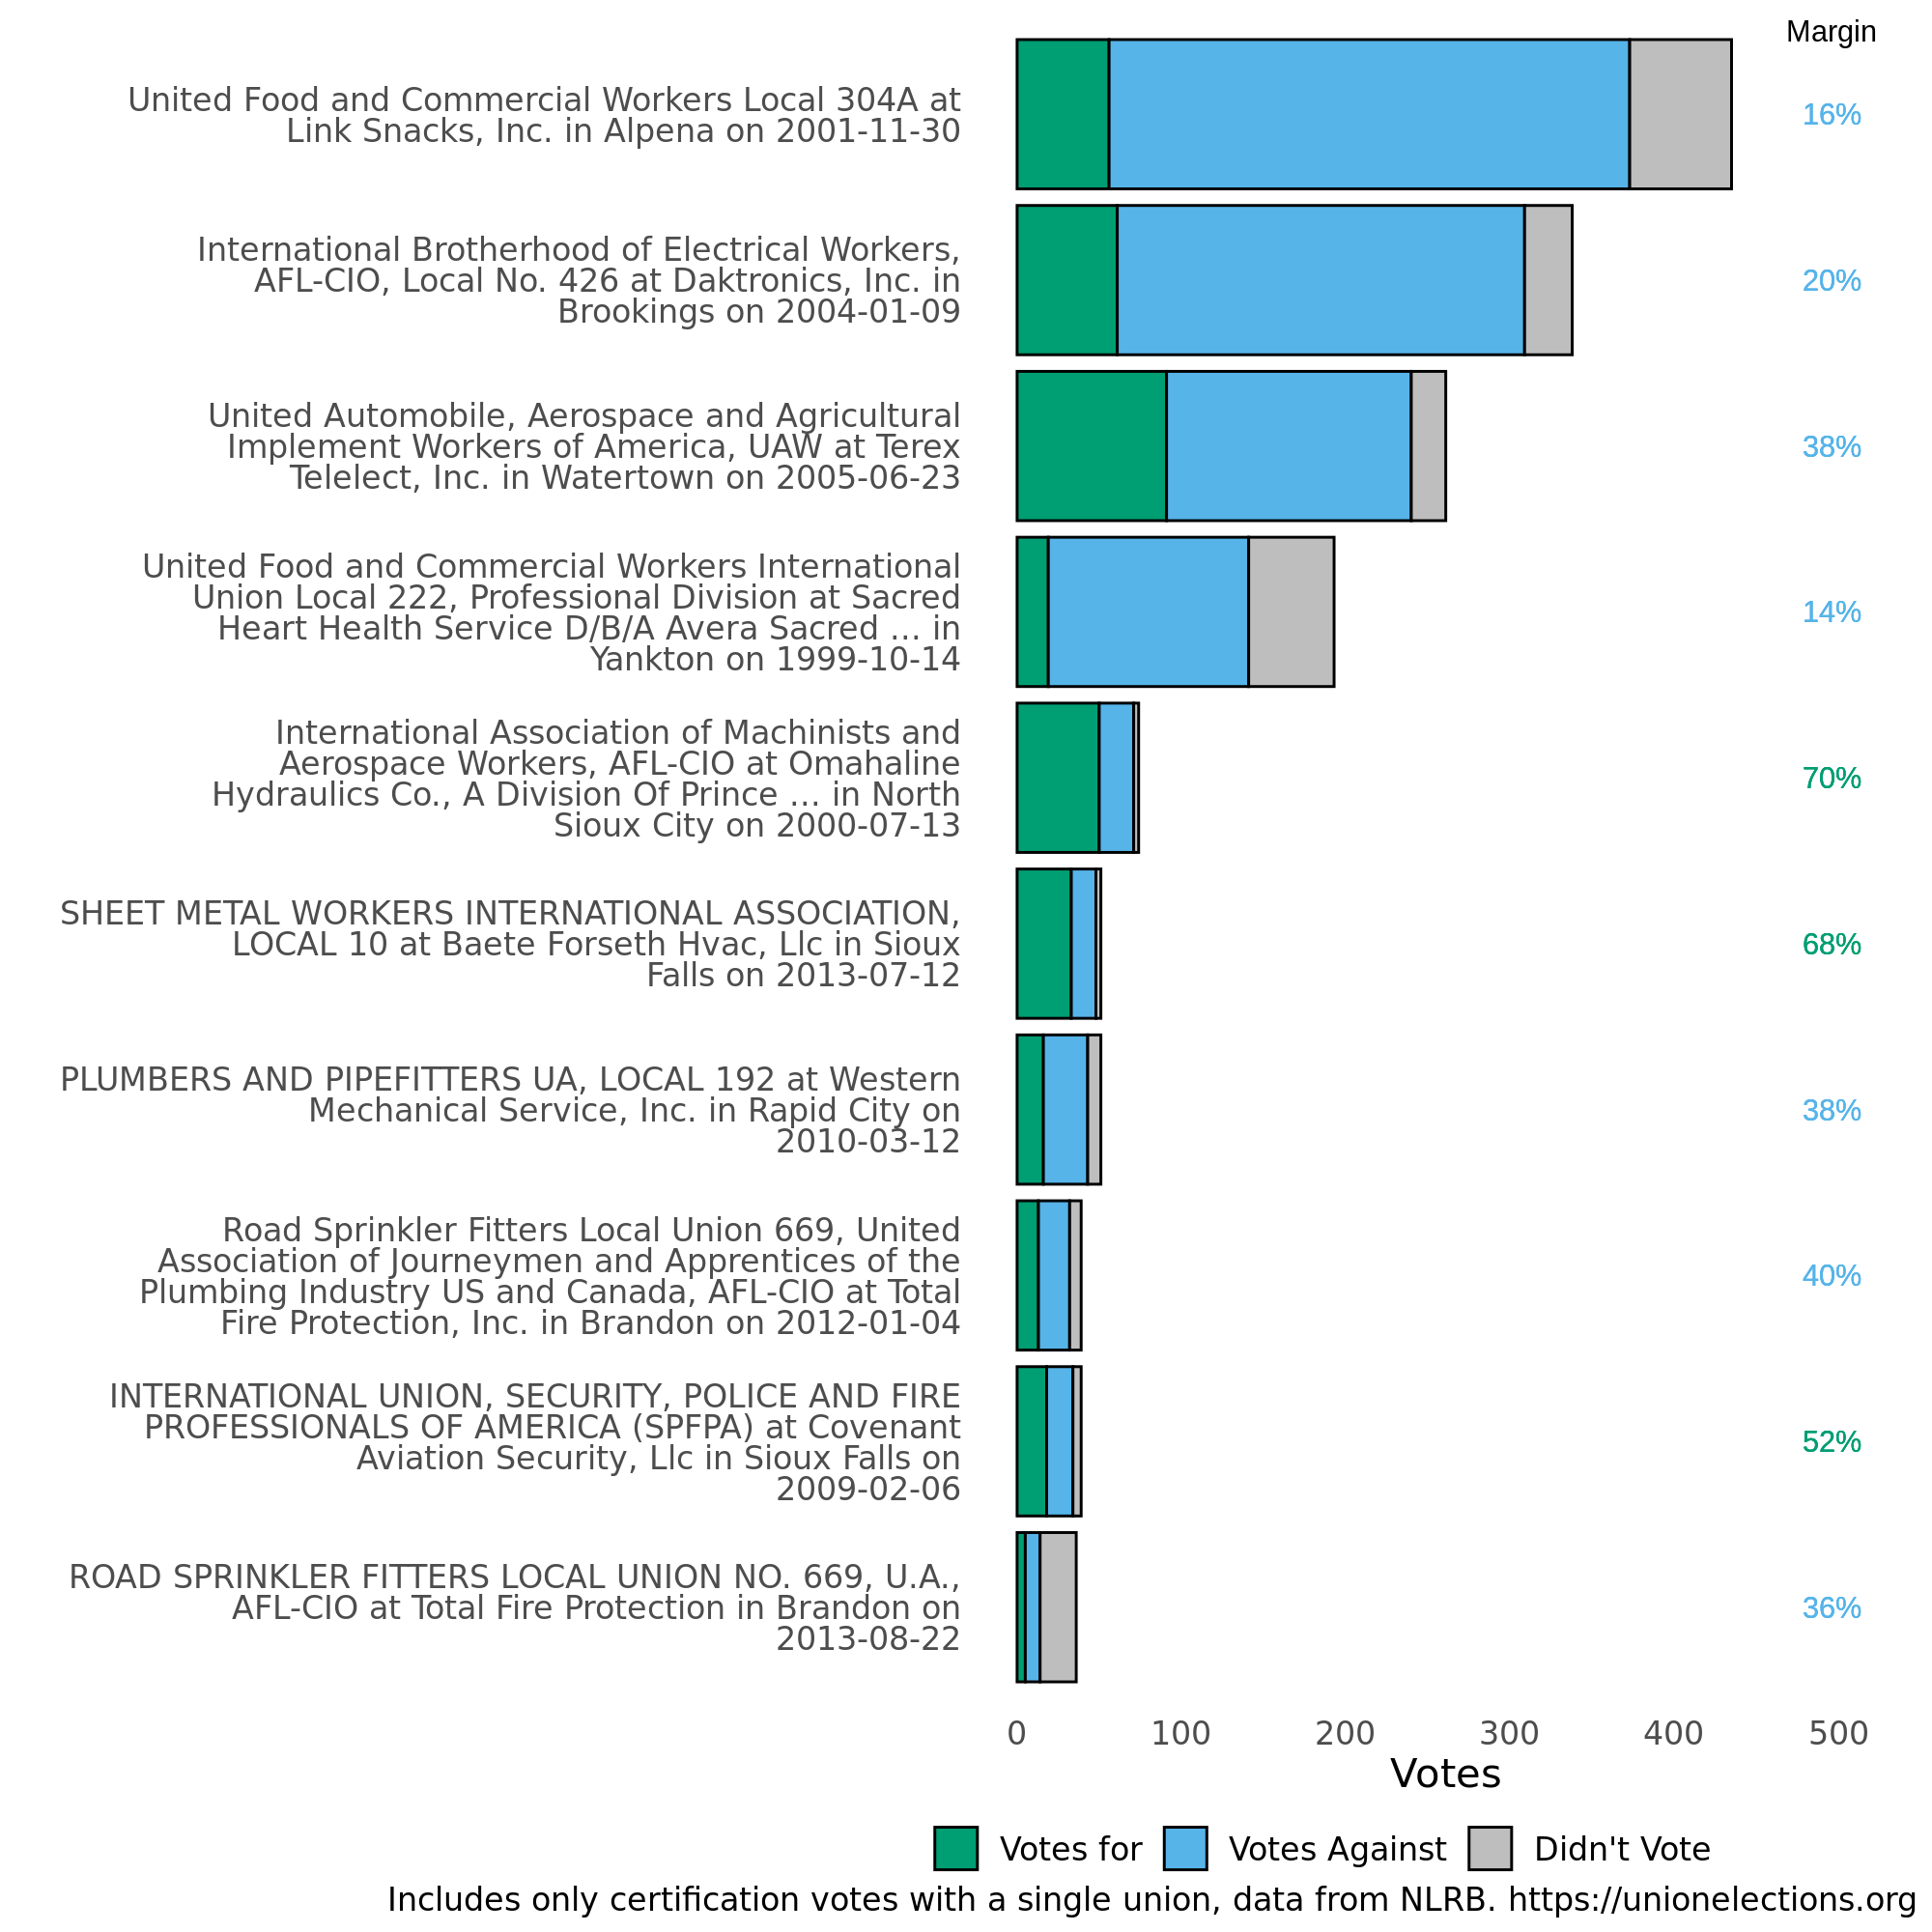 Margin
United Food and Commercial Workers Local 304A at
Link Snacks, Inc. in Alpena on 2001-11-30
16%
International Brotherhood of Electrical Workers,
AFL-CIO, Local No. 426 at Daktronics, Inc. in
Brookings on 2004-01-09
20%
United Automobile, Aerospace and Agricultural
Implement Workers of America, UAW at Terex
Telelect, Inc. in Watertown on 2005-06-23
38%
United Food and Commercial Workers International
Union Local 222, Professional Division at Sacred
Heart Health Service D/B/A Avera Sacred ... in
Yankton on 1999-10-14
14%
International Association of Machinists and
Aerospace Workers, AFL-CIO at Omahaline
Hydraulics Co., A Division Of Prince ... in North
Sioux City on 2000-07-13
70%
SHEET METAL WORKERS INTERNATIONAL ASSOCIATION,
LOCAL 10 at Baete Forseth Hvac, Llc in Sioux
Falls on 2013-07-12
68%
PLUMBERS AND PIPEFITTERS UA, LOCAL 192 at Western
Mechanical Service, Inc. in Rapid City on
2010-03-12
38%
Road Sprinkler Fitters Local Union 669, United
Association of Journeymen and Apprentices of the
Plumbing Industry US and Canada, AFL-CIO at Total
Fire Protection, Inc. in Brandon on 2012-01-04
40%
INTERNATIONAL UNION, SECURITY, POLICE AND FIRE
PROFESSIONALS OF AMERICA (SPFPA) at Covenant
Aviation Security, Llc in Sioux Falls on
2009-02-06
52%
ROAD SPRINKLER FITTERS LOCAL UNION NO. 669, U.A.,
AFL-CIO at Total Fire Protection in Brandon on
2013-08-22
36%
0 100 200 300 400 500
Votes
Votes for Votes Against Didn't Vote
Includes only certification votes with a single union, data from NLRB. https://unionelections.org